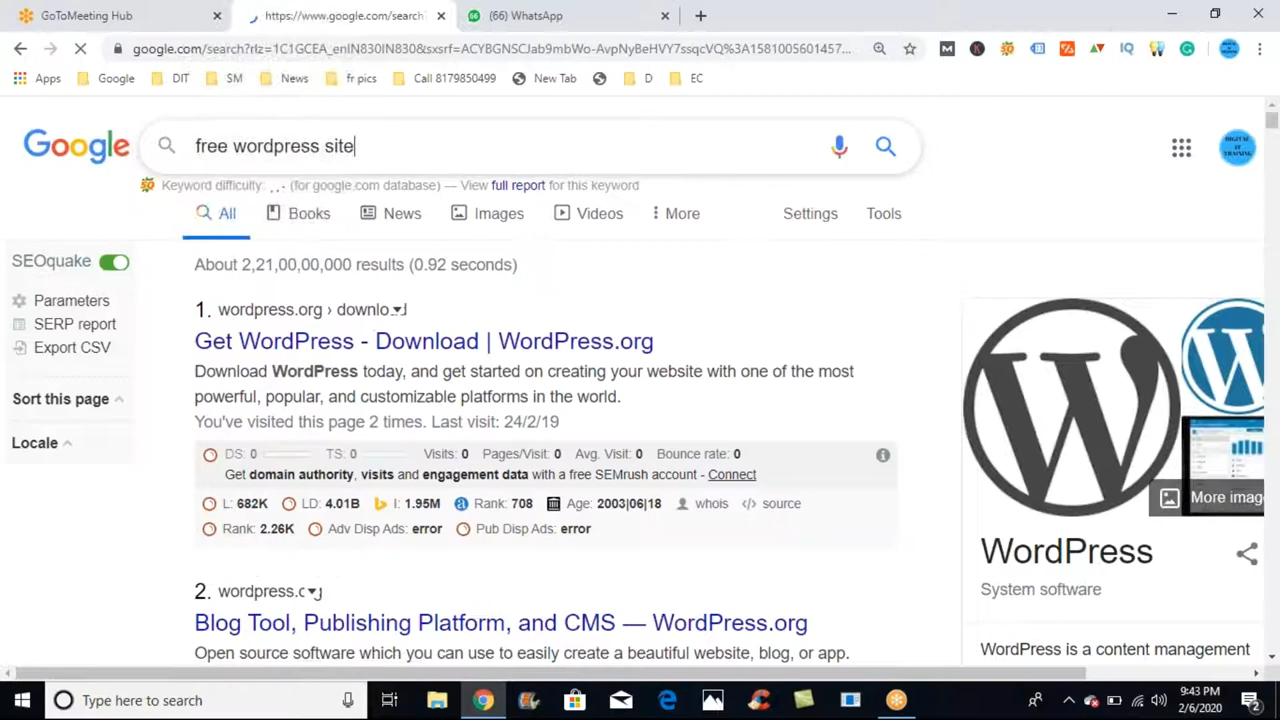 GoToMeeting Hub
https://www.google.com/search?
(66) WhatsApp
google.com/search?rlz=1C1GCEA_enIN830IN830&sxsrf=ACYBGNSCJab9mbWo-AvpNyBeHVY7ssqcVQ%3A1581005601457...
Apps Google DIT SM News fr pics Call 8179850499 New Tab D EC
Google
free wordpress site
DIGITAL IT TRAINING
Keyword difficulty: (for google.com database) — View full report for this keyword
All Books News Images Videos More Settings Tools
SEOquake
About 2,21,00,00,000 results (0.92 seconds)
Parameters
SERP report
Export CSV
Sort this page
Locale
1. wordpress.org › downlo
Get WordPress - Download | WordPress.org
Download WordPress today, and get started on creating your website with one of the most
powerful, popular, and customizable platforms in the world.
You've visited this page 2 times. Last visit: 24/2/19
DS: 0 TS: 0 Visits: 0 Pages/Visit: 0 Avg. Visit: 0 Bounce rate: 0
Get domain authority, visits and engagement data with a free SEMrush account - Connect
L: 682K LD: 4.01B I: 1.95M Rank: 708 Age: 2003|06|18 whois source
Rank: 2.26K Adv Disp Ads: error Pub Disp Ads: error
2. wordpress.
Blog Tool, Publishing Platform, and CMS — WordPress.org
Open source software which you can use to easily create a beautiful website, blog, or app.
More imag
WordPress
System software
WordPress is a content management
Type here to search
9:43 PM
2/6/2020
2